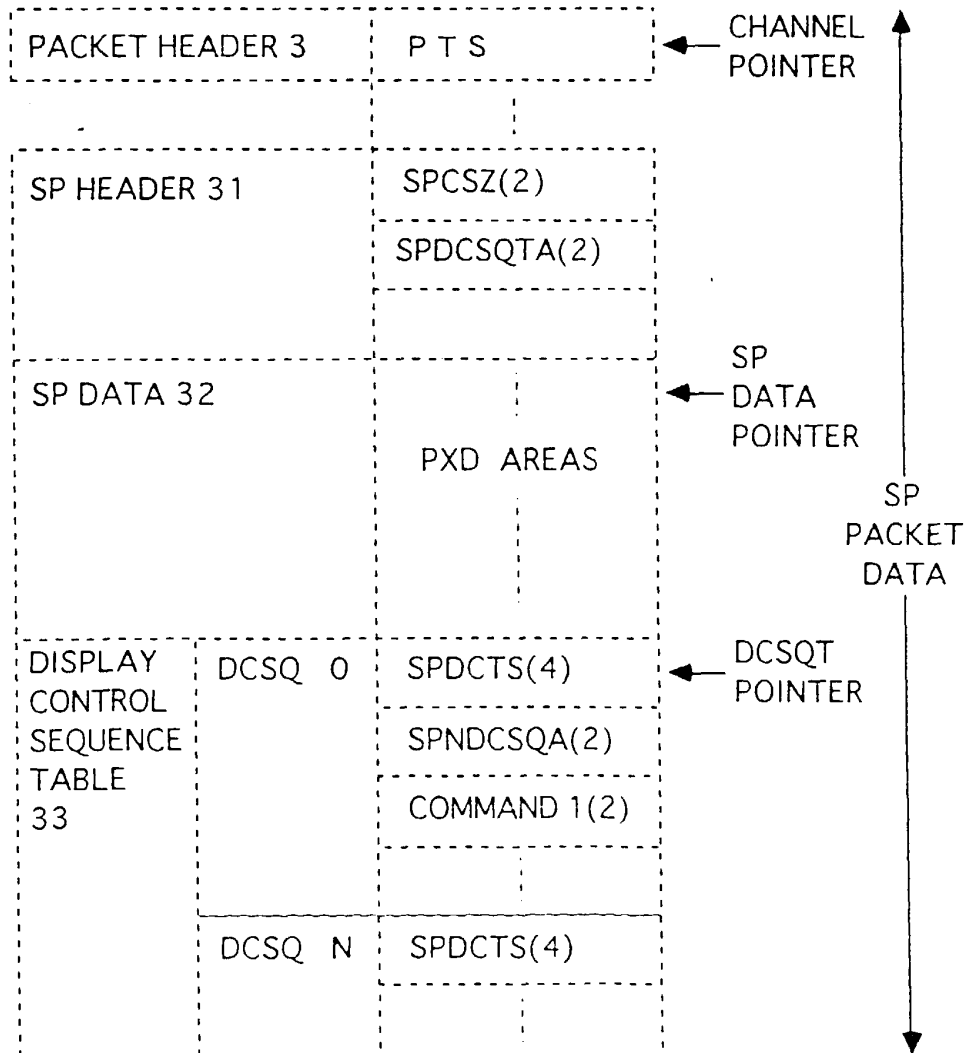 PACKET HEADER 3
P T S
CHANNEL
POINTER
SP HEADER 31
SPCSZ(2)
SPDCSQTA(2)
SP DATA 32
PXD AREAS
SP
DATA
POINTER
SP
PACKET
DATA
DISPLAY
CONTROL
SEQUENCE
TABLE
33
DCSQ 0
SPDCTS(4)
DCSQT
POINTER
SPNDCSQA(2)
COMMAND 1(2)
DCSQ N
SPDCTS(4)